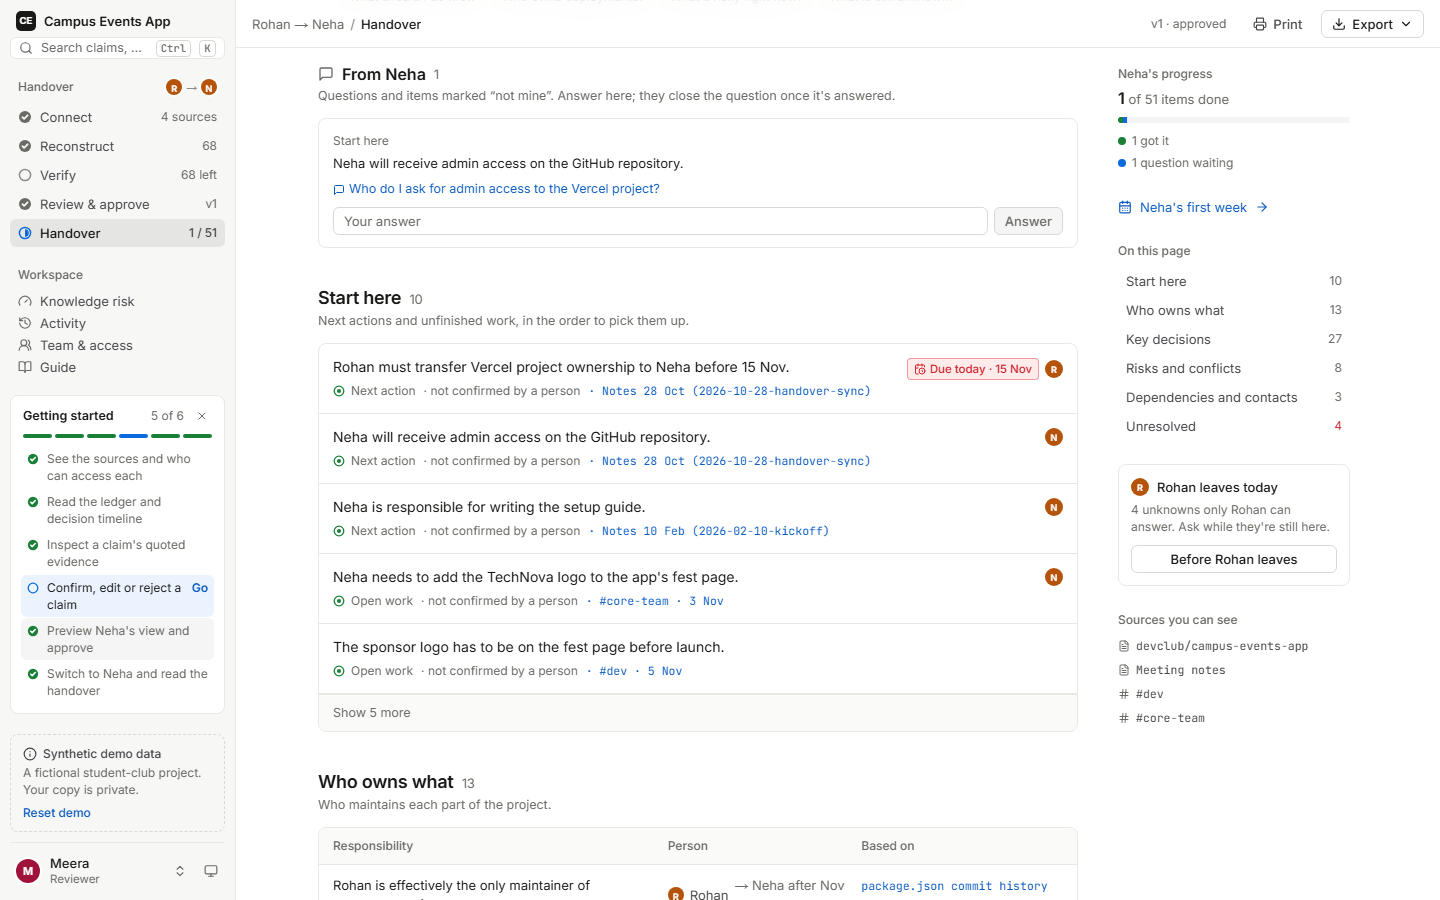 CE Campus Events App
Search claims, ... Ctrl K
Handover R → N
Connect 4 sources
Reconstruct 68
Verify 68 left
Review & approve v1
Handover 1 / 51
Workspace
Knowledge risk
Activity
Team & access
Guide
Getting started 5 of 6 ×
See the sources and who
can access each
Read the ledger and
decision timeline
Inspect a claim's quoted
evidence
Confirm, edit or reject a Go
claim
Preview Neha's view and
approve
Switch to Neha and read the
handover
Synthetic demo data
A fictional student-club project.
Your copy is private.
Reset demo
M Meera
Reviewer
Rohan → Neha / Handover
v1 · approved Print Export
From Neha 1
Questions and items marked “not mine”. Answer here; they close the question once it's answered.
Start here
Neha will receive admin access on the GitHub repository.
Who do I ask for admin access to the Vercel project?
Your answer Answer
Start here 10
Next actions and unfinished work, in the order to pick them up.
Rohan must transfer Vercel project ownership to Neha before 15 Nov. Due today · 15 Nov R
Next action · not confirmed by a person · Notes 28 Oct (2026-10-28-handover-sync)
Neha will receive admin access on the GitHub repository. N
Next action · not confirmed by a person · Notes 28 Oct (2026-10-28-handover-sync)
Neha is responsible for writing the setup guide. N
Next action · not confirmed by a person · Notes 10 Feb (2026-02-10-kickoff)
Neha needs to add the TechNova logo to the app's fest page. N
Open work · not confirmed by a person · #core-team · 3 Nov
The sponsor logo has to be on the fest page before launch.
Open work · not confirmed by a person · #dev · 5 Nov
Show 5 more
Who owns what 13
Who maintains each part of the project.
Responsibility Person Based on
Rohan is effectively the only maintainer of R Rohan → Neha after Nov package.json commit history
Neha's progress
1 of 51 items done
1 got it
1 question waiting
Neha's first week →
On this page
Start here 10
Who owns what 13
Key decisions 27
Risks and conflicts 8
Dependencies and contacts 3
Unresolved 4
R Rohan leaves today
4 unknowns only Rohan can
answer. Ask while they're still here.
Before Rohan leaves
Sources you can see
devclub/campus-events-app
Meeting notes
# #dev
# #core-team